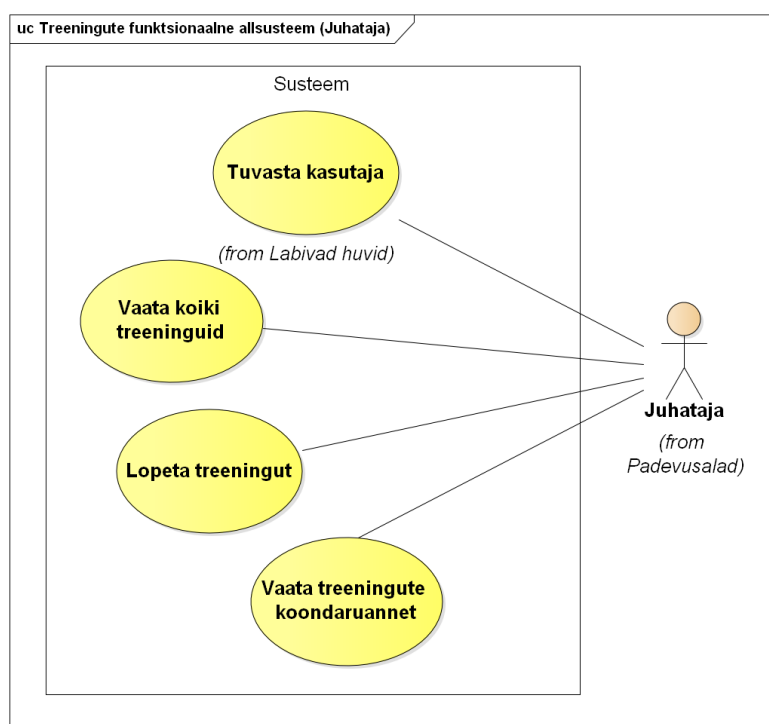 uc Treeningute funktsionaalne allsusteem (Juhataja)
Susteem
Tuvasta kasutaja
(from Labivad huvid)
Vaata koiki
treeninguid
Juhataja
(from
Padevusalad)
Lopeta treeningut
Vaata treeningute
koondaruannet